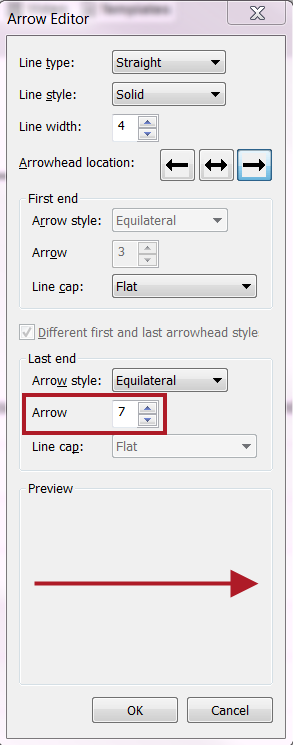 Templates
Arrow Editor
Line type: Straight
Line style: Solid
Line width: 4
Arrowhead location:
First end
Arrow style: Equilateral
Arrow 3
Line cap: Flat
Different first and last arrowhead style
Last end
Arrow style: Equilateral
Arrow 7
Line cap: Flat
Preview
OK Cancel